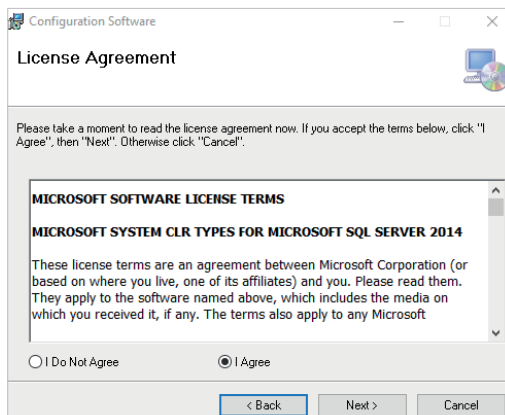 Configuration Software
License Agreement
Please take a moment to read the license agreement now. If you accept the terms below, click "I
Agree", then "Next". Otherwise click "Cancel".
MICROSOFT SOFTWARE LICENSE TERMS
MICROSOFT SYSTEM CLR TYPES FOR MICROSOFT SQL SERVER 2014
These license terms are an agreement between Microsoft Corporation (or
based on where you live, one of its affiliates) and you. Please read them.
They apply to the software named above, which includes the media on
which you received it, if any. The terms also apply to any Microsoft
I Do Not Agree I Agree
< Back Next > Cancel